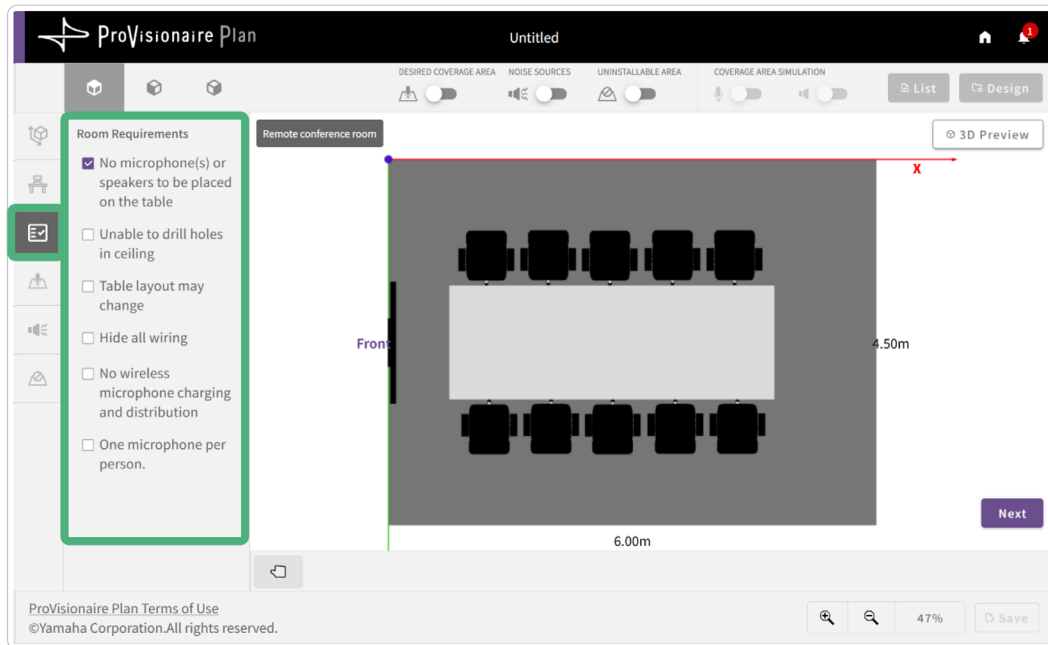 ProVisionaire Plan
Untitled
1
DESIRED COVERAGE AREA
NOISE SOURCES
UNINSTALLABLE AREA
COVERAGE AREA SIMULATION
List
Design
Room Requirements
No microphone(s) or
speakers to be placed
on the table
Unable to drill holes
in ceiling
Table layout may
change
Hide all wiring
No wireless
microphone charging
and distribution
One microphone per
person.
Remote conference room
3D Preview
X
Front
4.50m
6.00m
Next
ProVisionaire Plan Terms of Use
©Yamaha Corporation.All rights reserved.
47%
Save